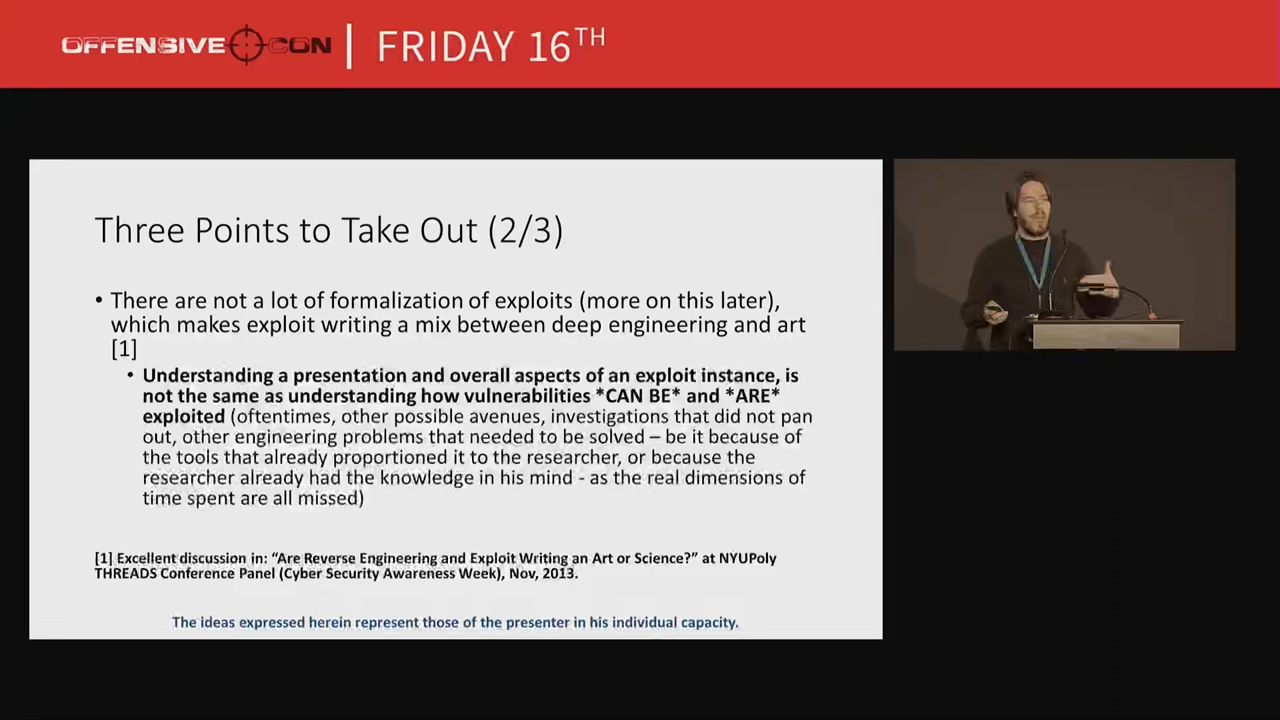 OFFENSIVE CON | FRIDAY 16TH
Three Points to Take Out (2/3)
• There are not a lot of formalization of exploits (more on this later),
which makes exploit writing a mix between deep engineering and art
[1]
• Understanding a presentation and overall aspects of an exploit instance, is
not the same as understanding how vulnerabilities *CAN BE* and *ARE*
exploited (oftentimes, other possible avenues, investigations that did not pan
out, other engineering problems that needed to be solved – be it because of
the tools that already proportioned it to the researcher, or because the
researcher already had the knowledge in his mind - as the real dimensions of
time spent are all missed)
[1] Excellent discussion in: “Are Reverse Engineering and Exploit Writing an Art or Science?” at NYUPoly
THREADS Conference Panel (Cyber Security Awareness Week), Nov, 2013.
The ideas expressed herein represent those of the presenter in his individual capacity.